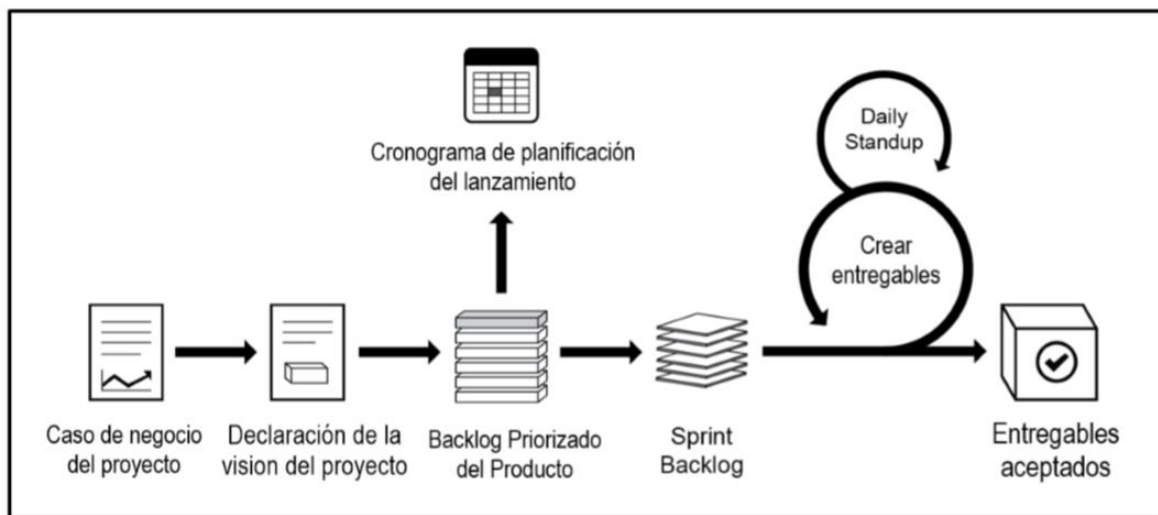 Cronograma de planificación
del lanzamiento
Daily
Standup
Crear
entregables
Caso de negocio
del proyecto
Declaración de la
vision del proyecto
Backlog Priorizado
del Producto
Sprint
Backlog
Entregables
aceptados